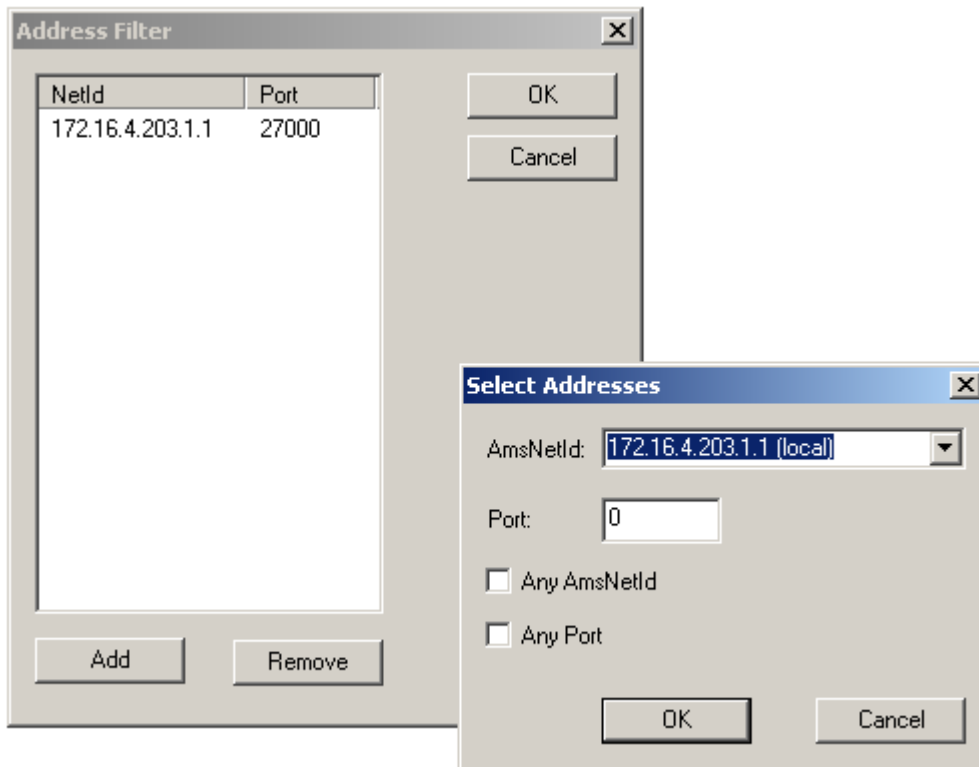 Address Filter
NetId Port
172.16.4.203.1.1 27000
OK
Cancel
Add Remove
Select Addresses
AmsNetId: 172.16.4.203.1.1 (local)
Port: 0
Any AmsNetId
Any Port
OK Cancel